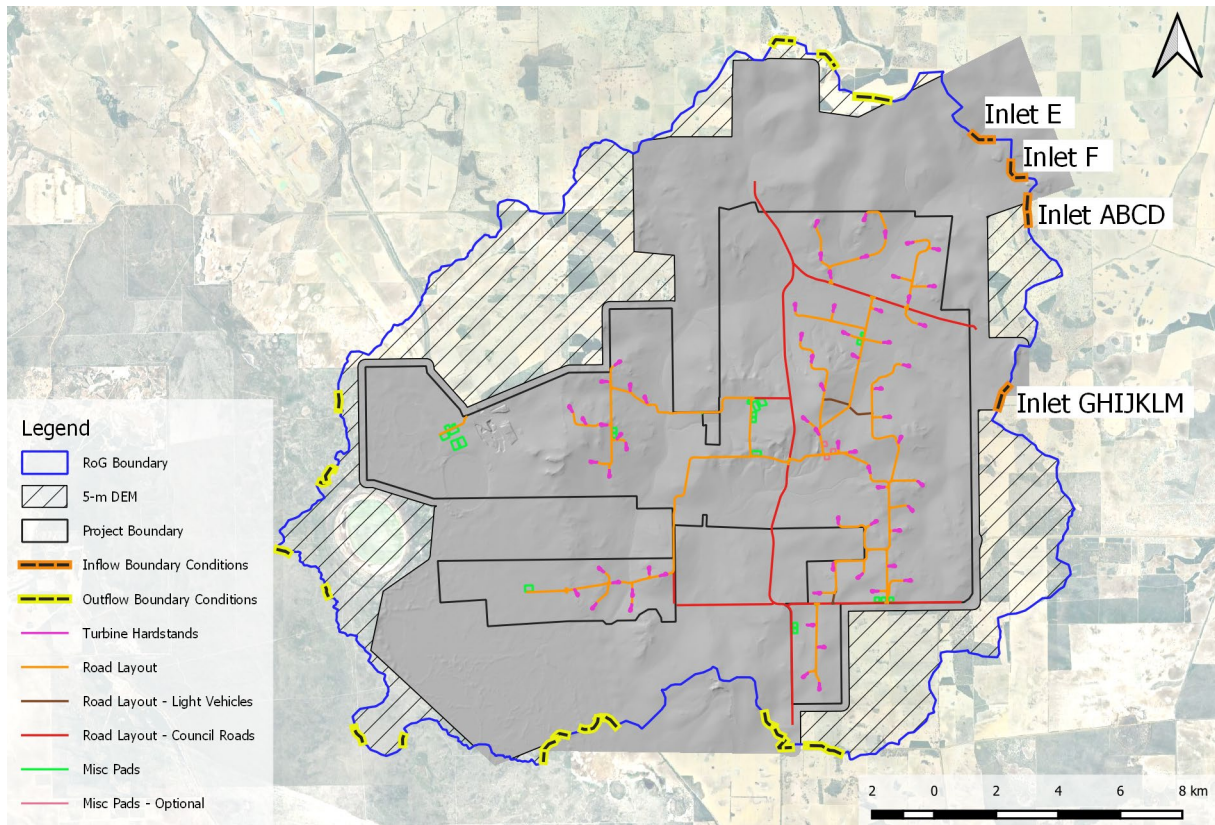 Inlet E
Inlet F
Inlet ABCD
Inlet GHIJKLM
Legend
RoG Boundary
5-m DEM
Project Boundary
Inflow Boundary Conditions
Outflow Boundary Conditions
Turbine Hardstands
Road Layout
Road Layout - Light Vehicles
Road Layout - Council Roads
Misc Pads
Misc Pads - Optional
2 0 2 4 6 8 km